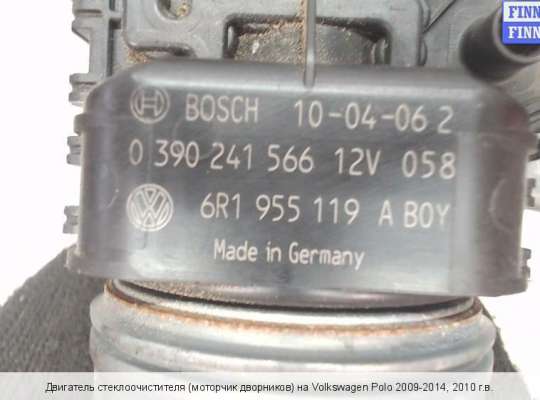 FINN
FINN
BOSCH 10-04-06 2
0 390 241 566 12V 058
6R1 955 119 A BOY
Made in Germany
Двигатель стеклоочистителя (моторчик дворников) на Volkswagen Polo 2009-2014, 2010 г.в.